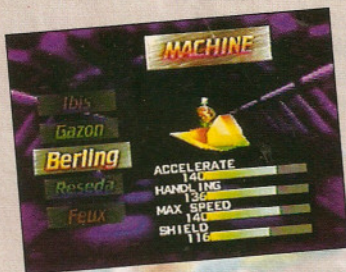 MACHINE
Ibis
Gazon
Berling
Reseda
Feux
ACCELERATE
140
HANDLING
136
MAX SPEED
140
SHIELD
116